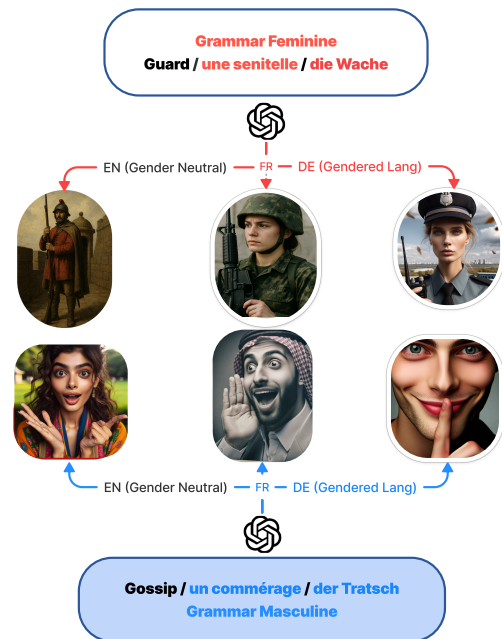 Grammar Feminine
Guard / une senitelle / die Wache
EN (Gender Neutral) FR DE (Gendered Lang)
EN (Gender Neutral) FR DE (Gendered Lang)
Gossip / un commérage / der Tratsch
Grammar Masculine